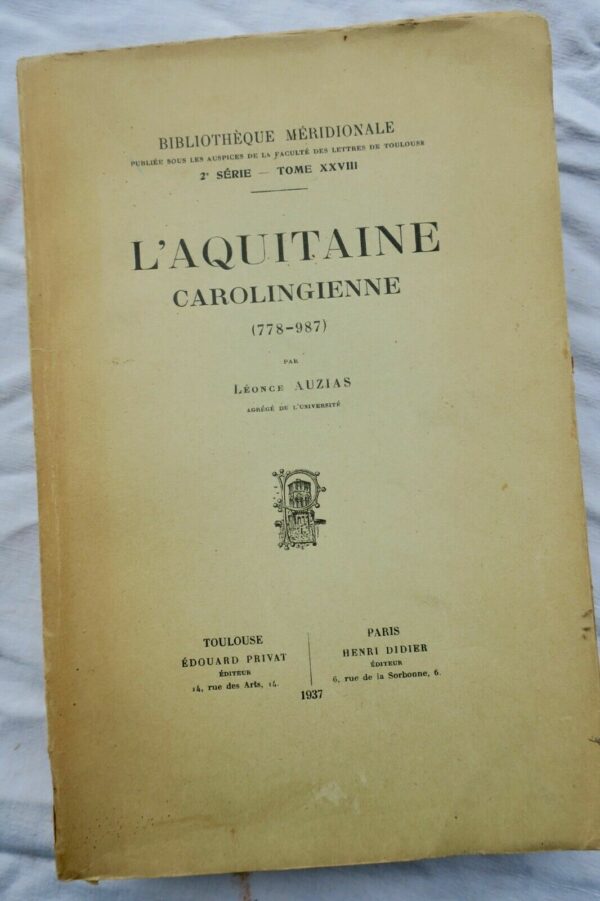 BIBLIOTHÈQUE MÉRIDIONALE
PUBLIÉE SOUS LES AUSPICES DE LA FACULTÉ DES LETTRES DE TOULOUSE
2e SÉRIE — TOME XXVIII
L'AQUITAINE
CAROLINGIENNE
(778-987)
PAR
LÉONCE AUZIAS
AGRÉGÉ DE L'UNIVERSITÉ
TOULOUSE
ÉDOUARD PRIVAT
ÉDITEUR
14, rue des Arts, 14.
PARIS
HENRI DIDIER
ÉDITEUR
6, rue de la Sorbonne, 6.
1937